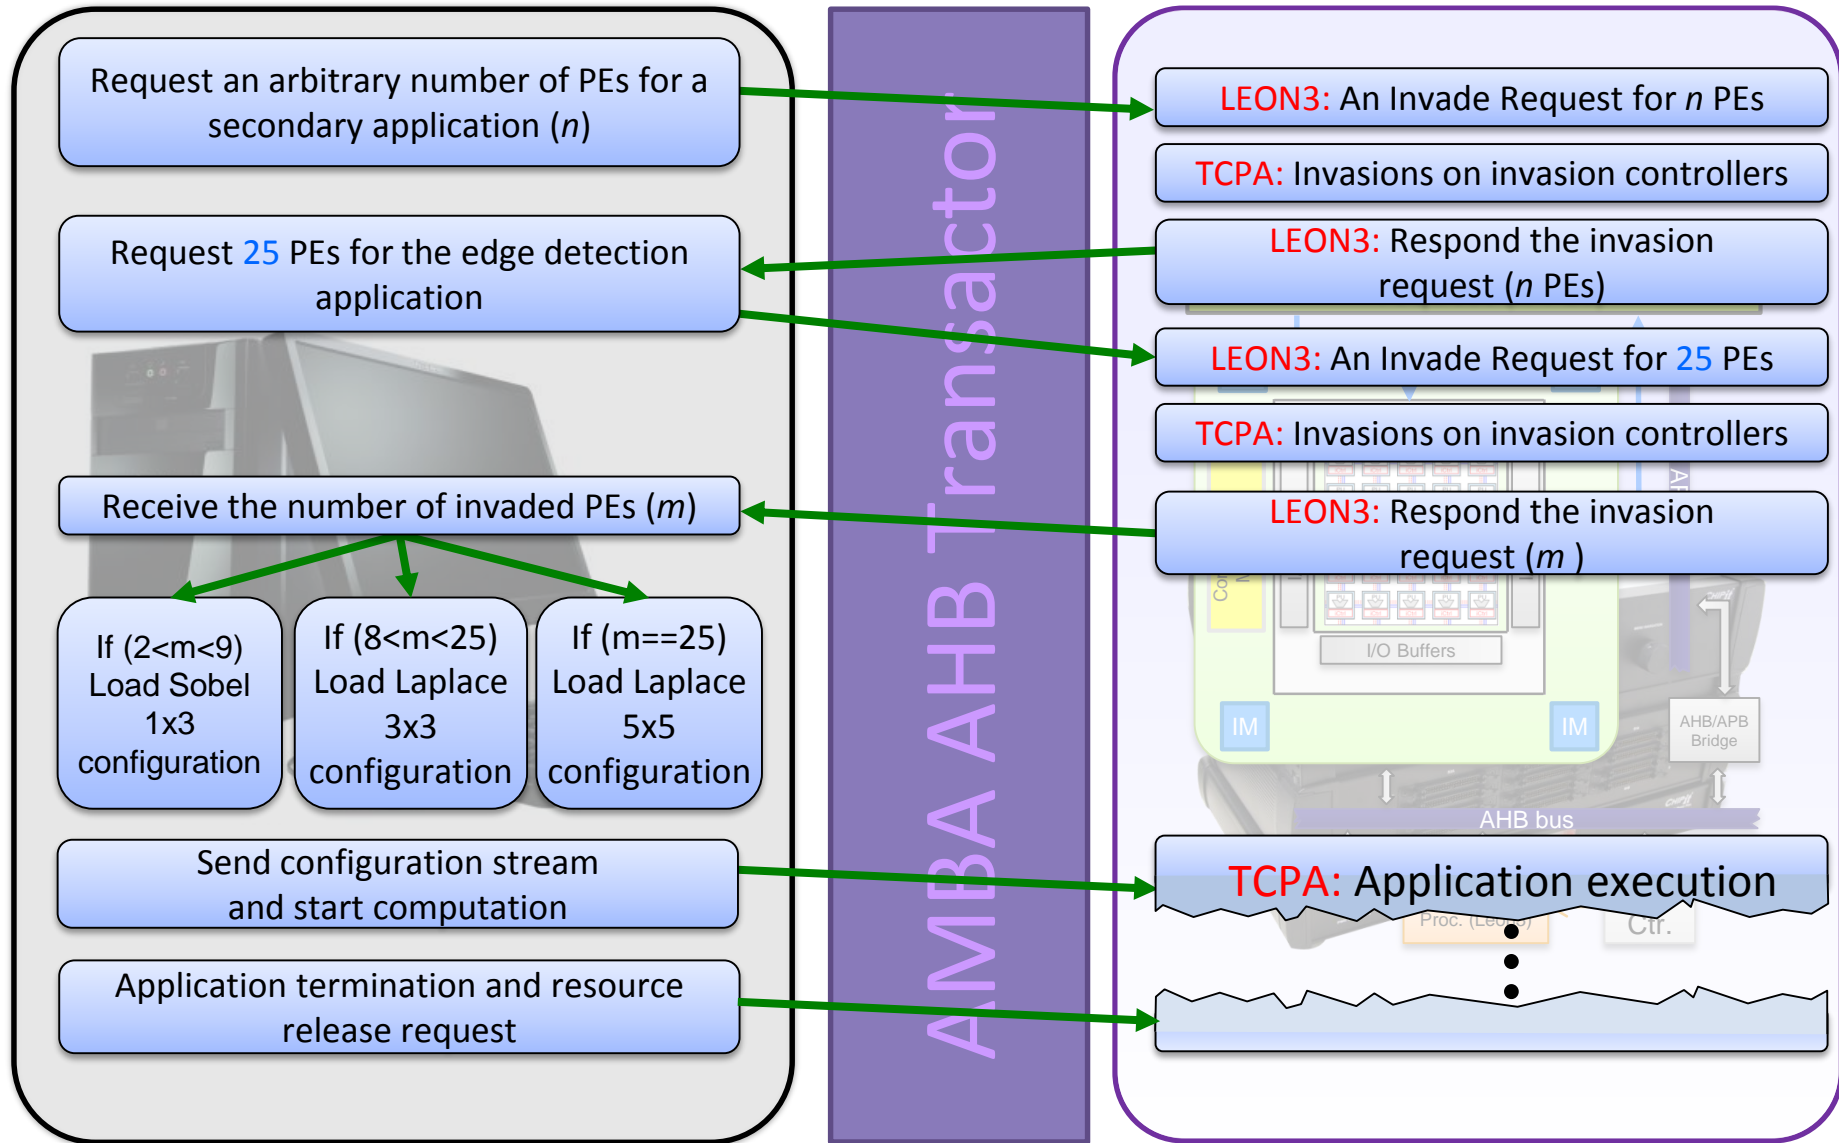 Request an arbitrary number of PEs for a
secondary application (n)
Request 25 PEs for the edge detection
application
Receive the number of invaded PEs (m)
If (2<m<9)
Load Sobel
1x3
configuration
If (8<m<25)
Load Laplace
3x3
configuration
If (m==25)
Load Laplace
5x5
configuration
Send configuration stream
and start computation
Application termination and resource
release request
AMBA AHB Transactor
LEON3: An Invade Request for n PEs
TCPA: Invasions on invasion controllers
LEON3: Respond the invasion
request (n PEs)
LEON3: An Invade Request for 25 PEs
TCPA: Invasions on invasion controllers
LEON3: Respond the invasion
request (m )
I/O Buffers
IM
IM
AHB/APB
Bridge
AHB bus
TCPA: Application execution
Proc. (Leon3)
Ctr.